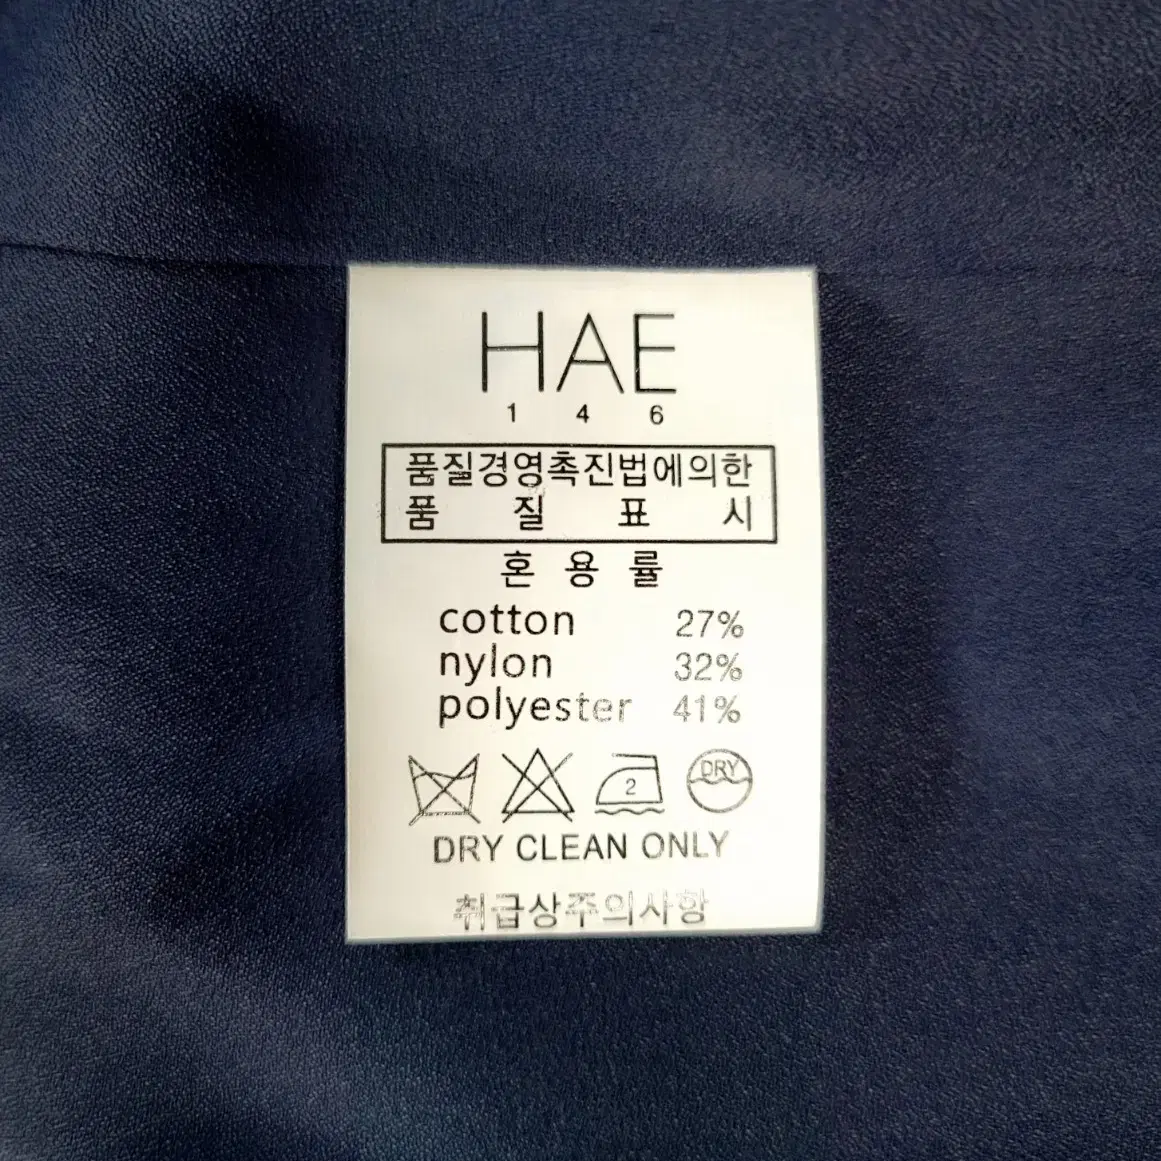 HAE
1 4 6
품질경영촉진법에의한
품 질 표 시
혼 용 률
cotton 27%
nylon 32%
polyester 41%
2 DRY
DRY CLEAN ONLY
취급상주의사항